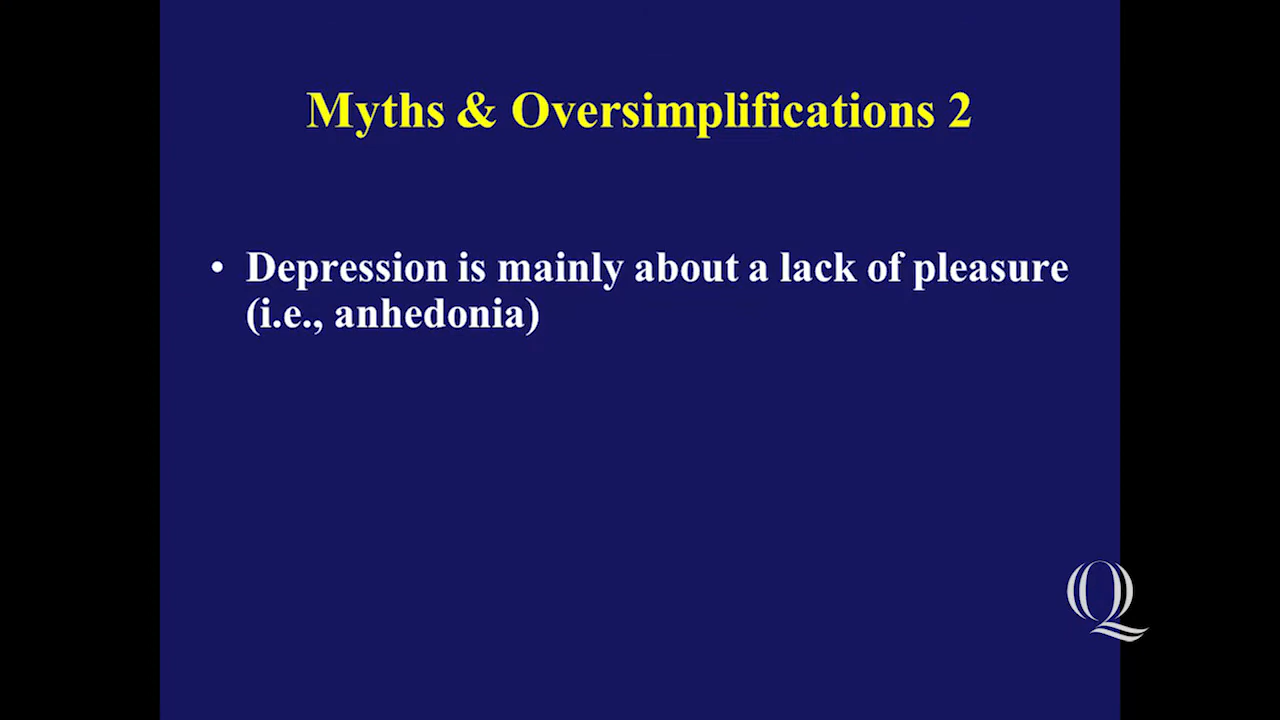 Myths & Oversimplifications 2
• Depression is mainly about a lack of pleasure
(i.e., anhedonia)
Q